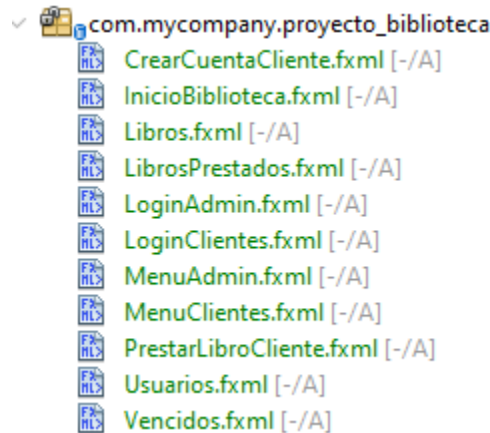 com.mycompany.proyecto_biblioteca
CrearCuentaCliente.fxml [-/A]
InicioBiblioteca.fxml [-/A]
Libros.fxml [-/A]
LibrosPrestados.fxml [-/A]
LoginAdmin.fxml [-/A]
LoginClientes.fxml [-/A]
MenuAdmin.fxml [-/A]
MenuClientes.fxml [-/A]
PrestarLibroCliente.fxml [-/A]
Usuarios.fxml [-/A]
Vencidos.fxml [-/A]